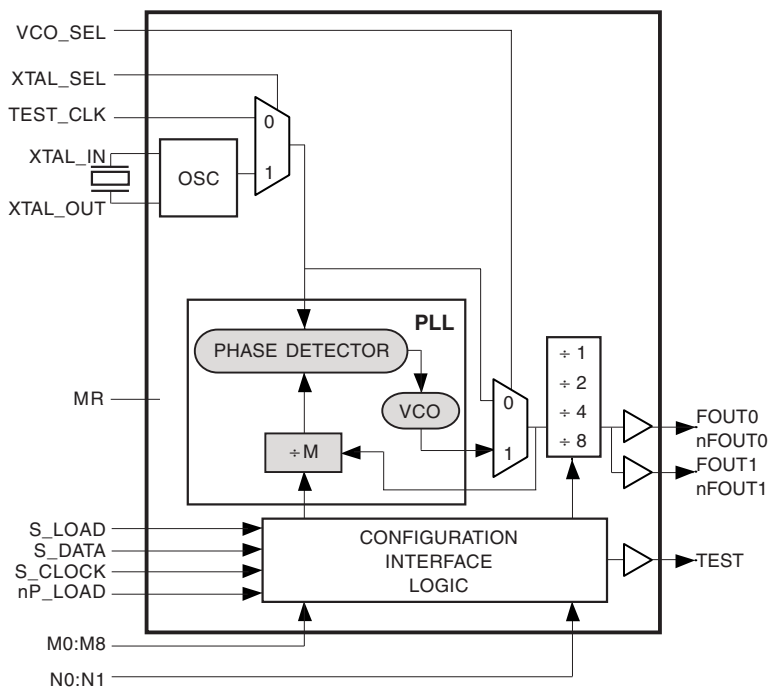 VCO_SEL
XTAL_SEL
TEST_CLK
0
XTAL_IN
OSC
1
XTAL_OUT
PLL
PHASE DETECTOR
÷ 1
÷ 2
÷ 4
÷ 8
MR
VCO
0
1
FOUT0
nFOUT0
FOUT1
nFOUT1
÷M
S_LOAD
S_DATA
S_CLOCK
nP_LOAD
CONFIGURATION
INTERFACE
LOGIC
TEST
M0:M8
N0:N1